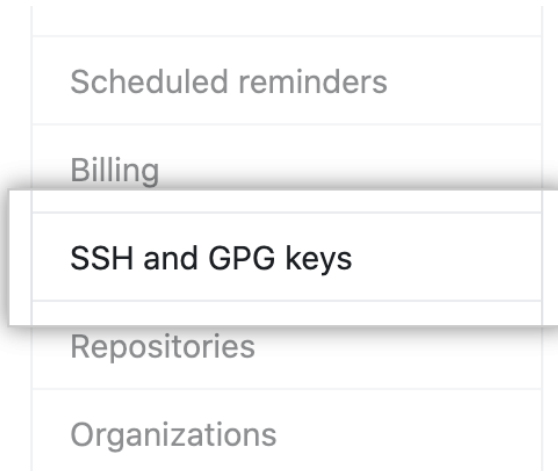 Scheduled reminders
Billing
SSH and GPG keys
Repositories
Organizations